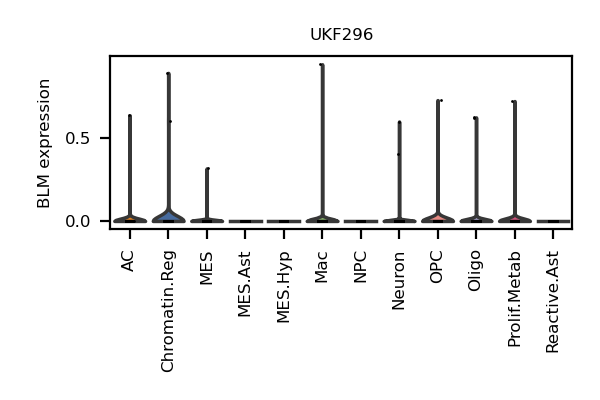 UKF296
BLM expression
0.5
0.0
AC
Chromatin.Reg
MES
MES.Ast
MES.Hyp
Mac
NPC
Neuron
OPC
Oligo
Prolif.Metab
Reactive.Ast